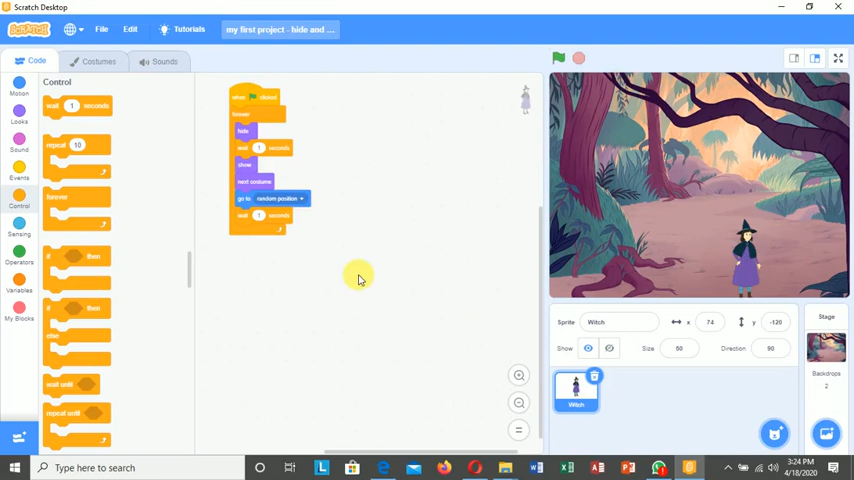 Scratch Desktop
SCRATCH File Edit Tutorials my first project - hide and ...
Code Costumes Sounds
Motion
Looks
Sound
Events
Control
Sensing
Operators
Variables
My Blocks
Control
wait 1 seconds
repeat 10
forever
if then
if then
else
wait until
repeat until
when clicked
forever
hide
wait 1 seconds
show
next costume
go to random position
wait 1 seconds
Sprite Witch x 74 y -120
Show Size 50 Direction 90
Witch
Stage
Backdrops
2
Type here to search
3:24 PM
4/18/2020